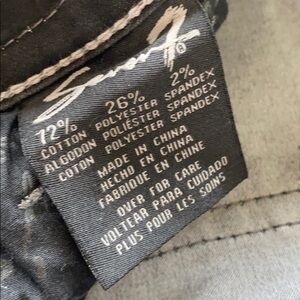 Seven7®
72% 26% 2%
COTTON POLYESTER SPANDEX
ALGODON POLIÉSTER SPANDEX
COTON POLYESTER SPANDEX
MADE IN CHINA
HECHO EN CHINA
FABRIQUE EN CHINE
OVER FOR CARE
VOLTEAR PARA CUIDADO
PLUS POUR LES SOINS